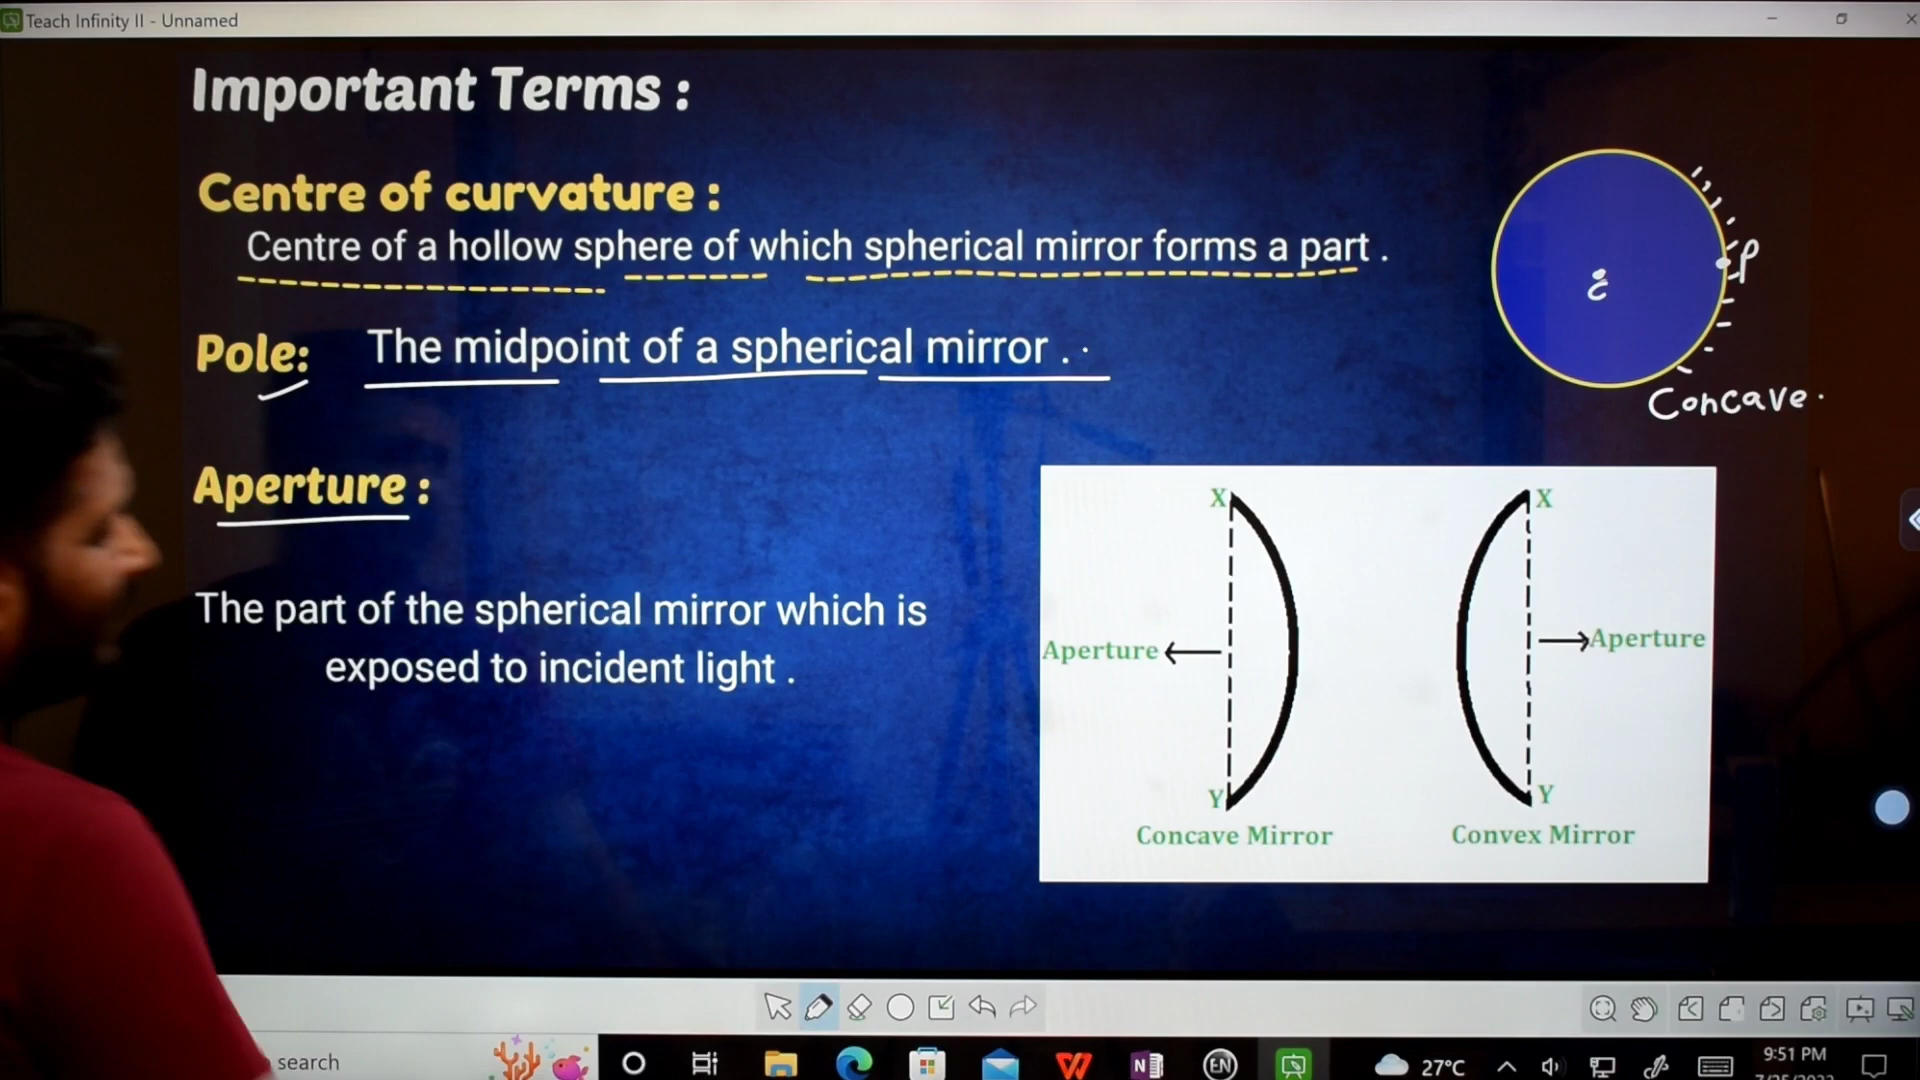 Teach Infinity II - Unnamed
Important Terms :
Centre of curvature :
Centre of a hollow sphere of which spherical mirror forms a part .
P
C
Concave.
Pole: The midpoint of a spherical mirror .
Aperture :
The part of the spherical mirror which is
exposed to incident light .
X
X
Aperture
Aperture
Y
Y
Concave Mirror
Convex Mirror
search
N
EN
27°C
9:51 PM